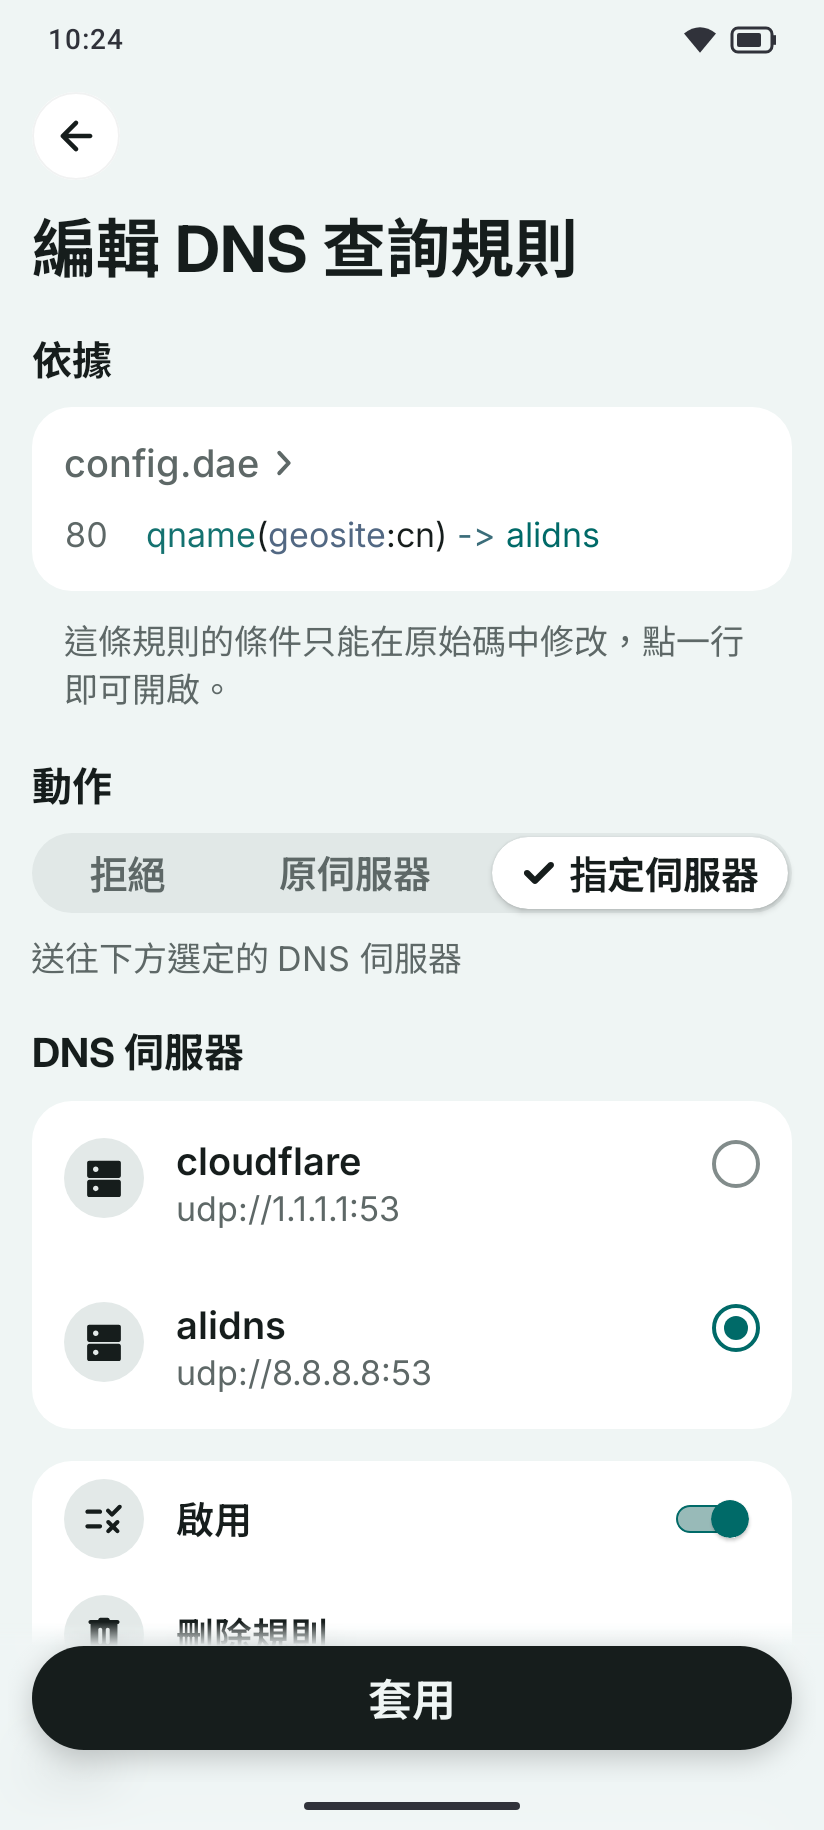 10:24
編輯 DNS 查詢規則
依據
config.dae
80 qname(geosite:cn) -> alidns
這條規則的條件只能在原始碼中修改，點一行
即可開啟。
動作
拒絕 原伺服器 指定伺服器
送往下方選定的 DNS 伺服器
DNS 伺服器
cloudflare
udp://1.1.1.1:53
alidns
udp://8.8.8.8:53
啟用
刪除規則
套用